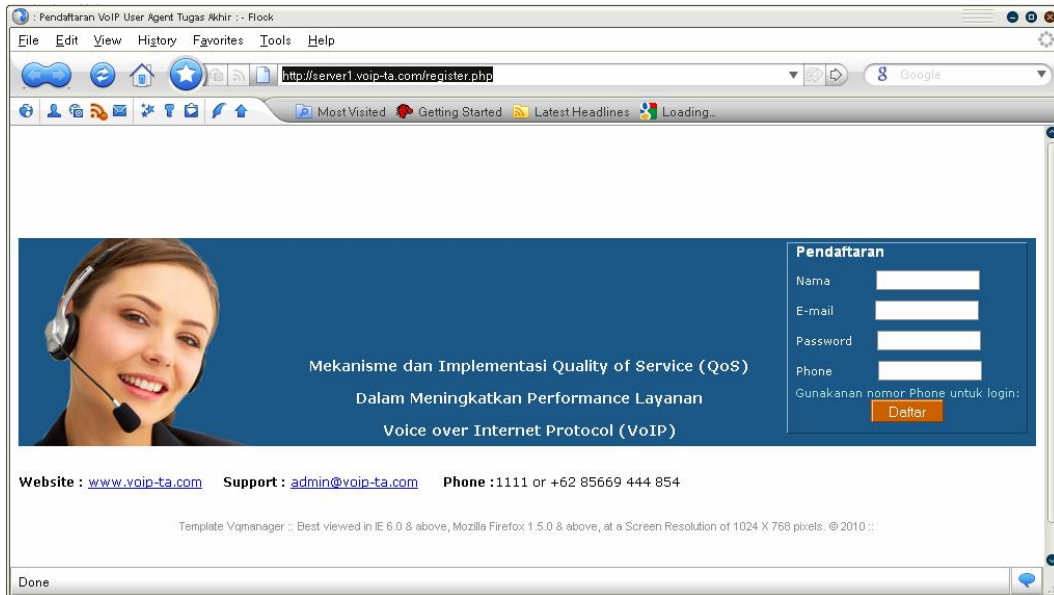 : Pendaftaran VoIP User Agent Tugas Akhir : - Flock
File Edit View History Favorites Tools Help
http://server1.voip-ta.com/register.php
Google
Most Visited Getting Started Latest Headlines Loading...
Pendaftaran
Nama
E-mail
Password
Phone
Gunakanan nomor Phone untuk login:
Daftar
Mekanisme dan Implementasi Quality of Service (QoS)
Dalam Meningkatkan Performance Layanan
Voice over Internet Protocol (VoIP)
Website : www.voip-ta.com Support : admin@voip-ta.com Phone :1111 or +62 85669 444 854
Template Vqmanager :: Best viewed in IE 6.0 & above, Mozilla Firefox 1.5.0 & above, at a Screen Resolution of 1024 X 768 pixels. @ 2010 ::
Done